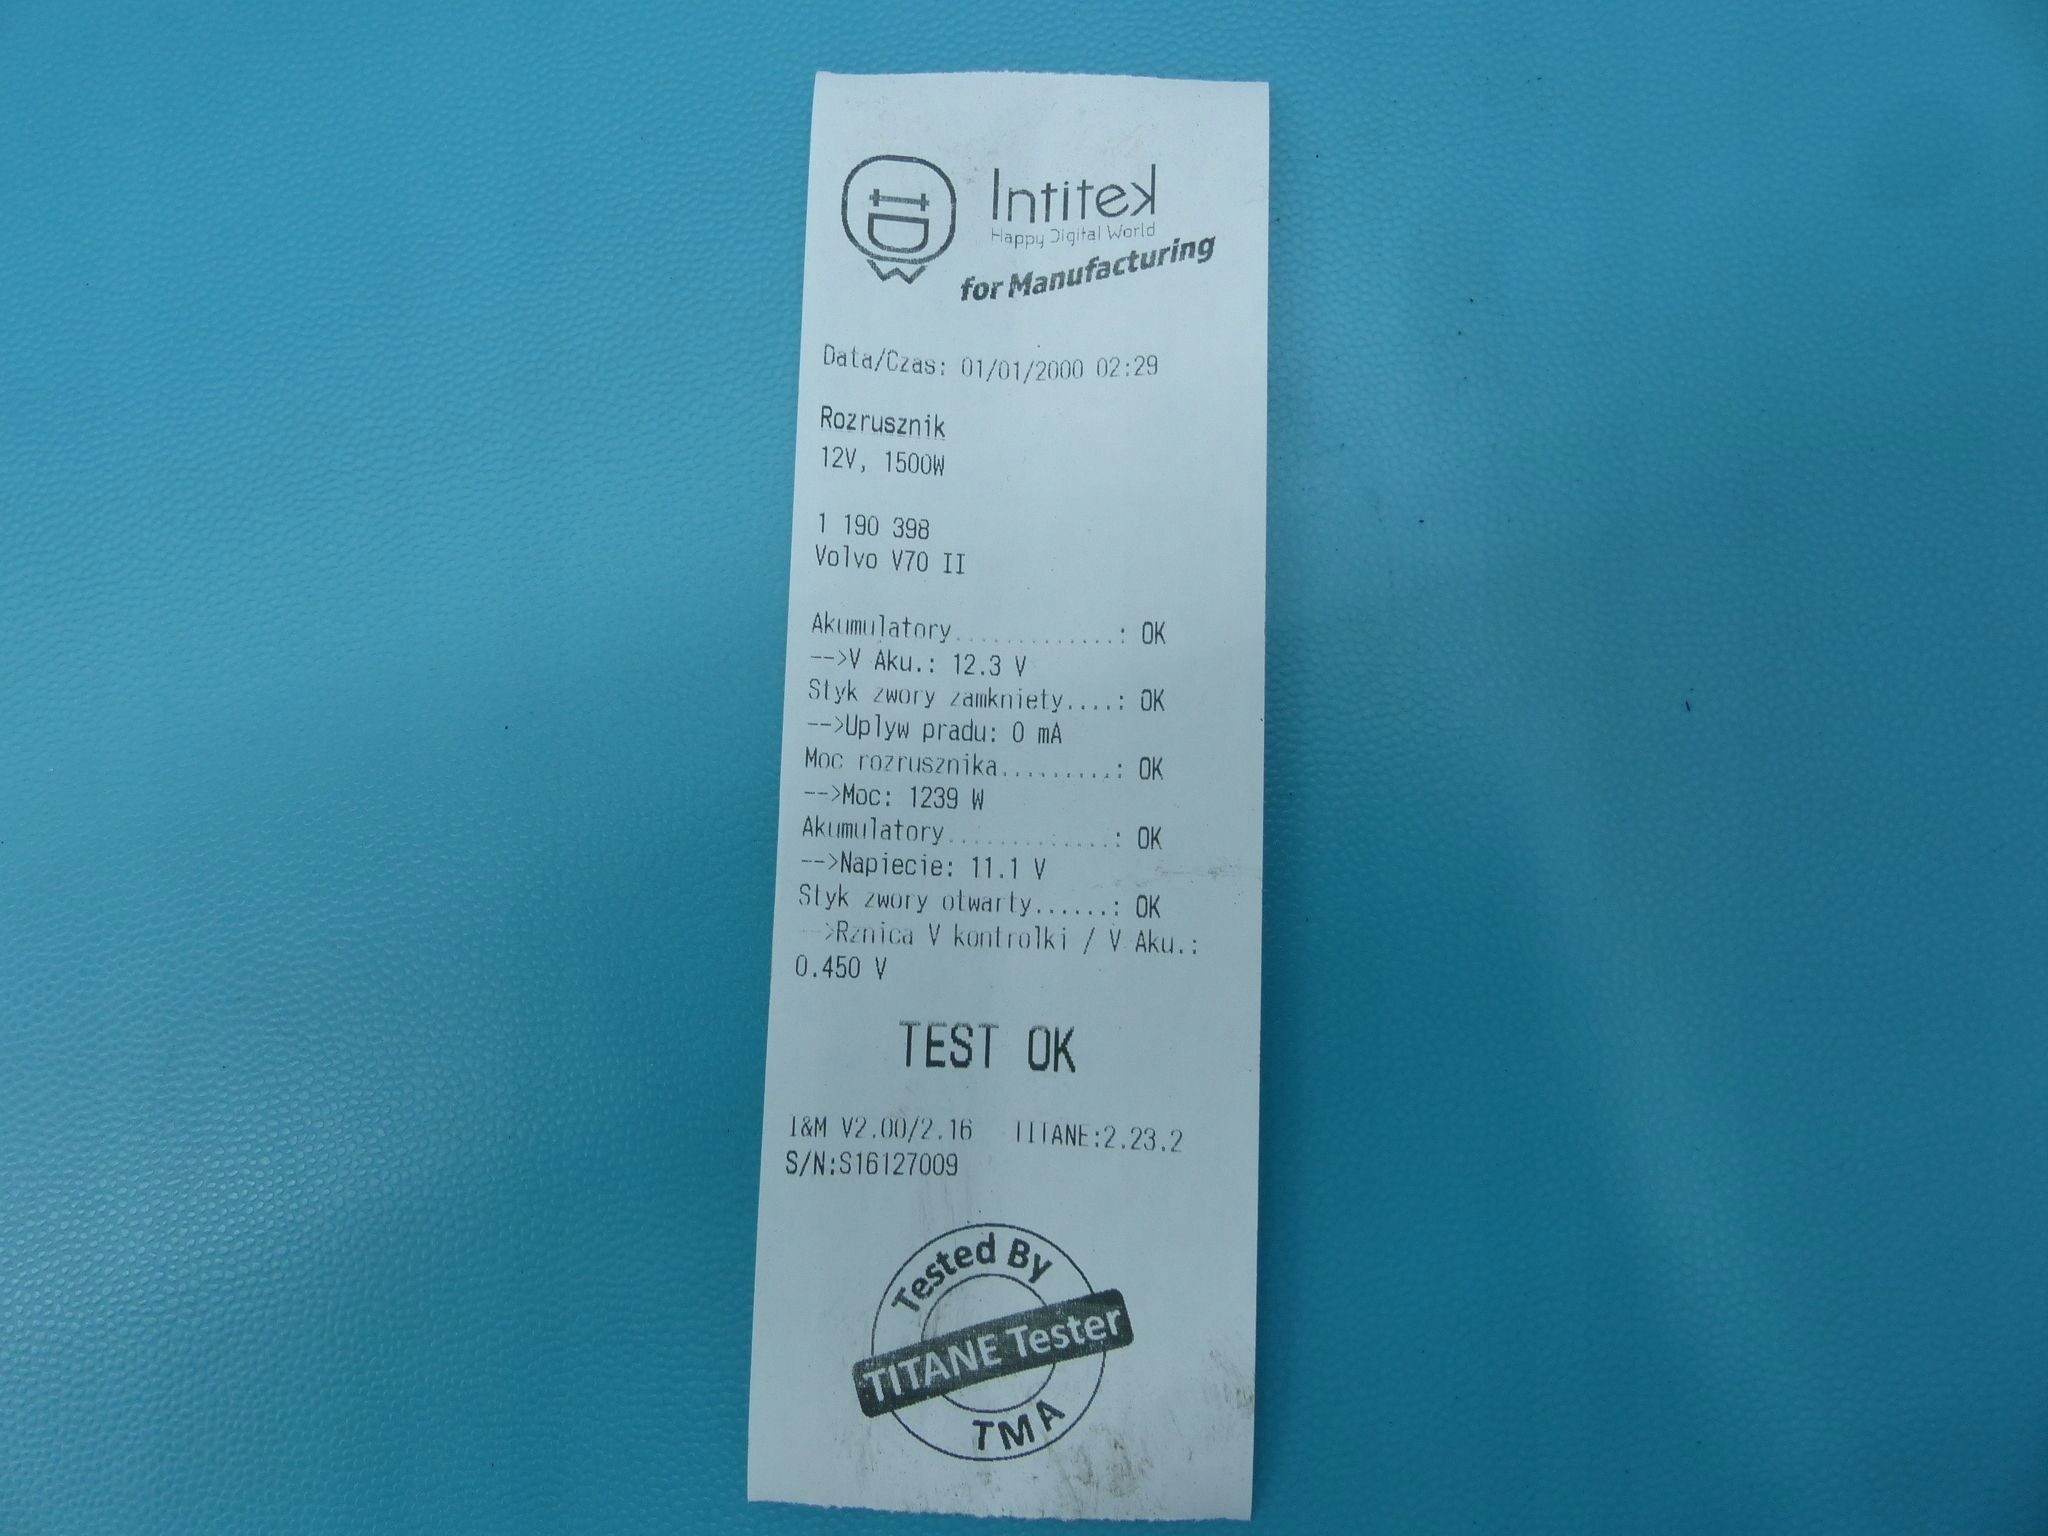 Intitek
Happy Digital World
for Manufacturing
Data/Czas: 01/01/2000 02:29
Rozrusznik
12V, 1500W
1 190 398
Volvo V70 II
Akumulatory.............: OK
-->V Aku.: 12.3 V
Styk zwory zamkniety....: OK
-->Uplyw pradu: 0 mA
Moc rozrusznika.........: OK
-->Moc: 1239 W
Akumulatory.............: OK
-->Napiecie: 11.1 V
Styk zwory otwarty......: OK
-->Rznica V kontrolki / V Aku.:
0.450 V
TEST OK
I&M V2.00/2.16 TITANE:2.23.2
S/N:S16127009
Tested By
TITANE Tester
TMA